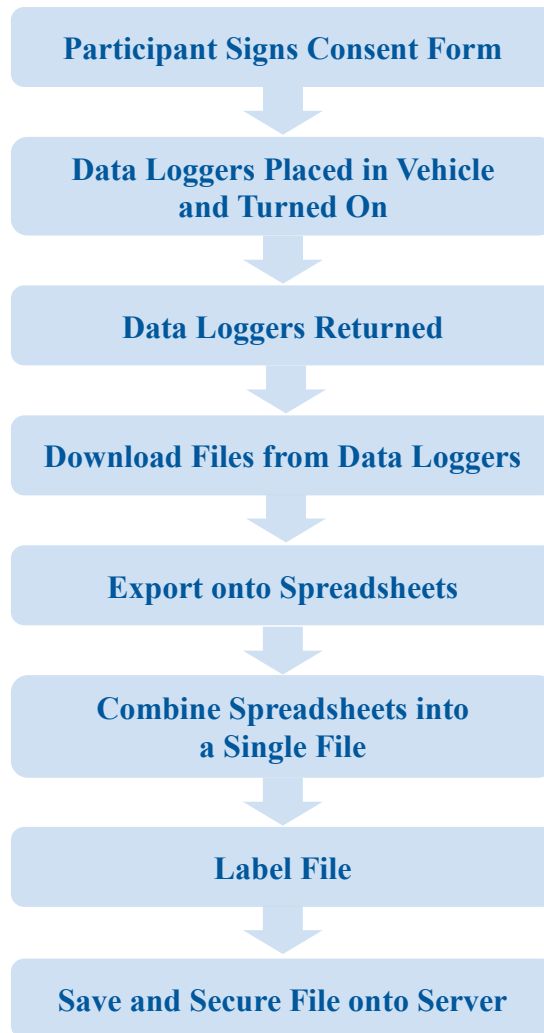 Participant Signs Consent Form
Data Loggers Placed in Vehicle
and Turned On
Data Loggers Returned
Download Files from Data Loggers
Export onto Spreadsheets
Combine Spreadsheets into
a Single File
Label File
Save and Secure File onto Server